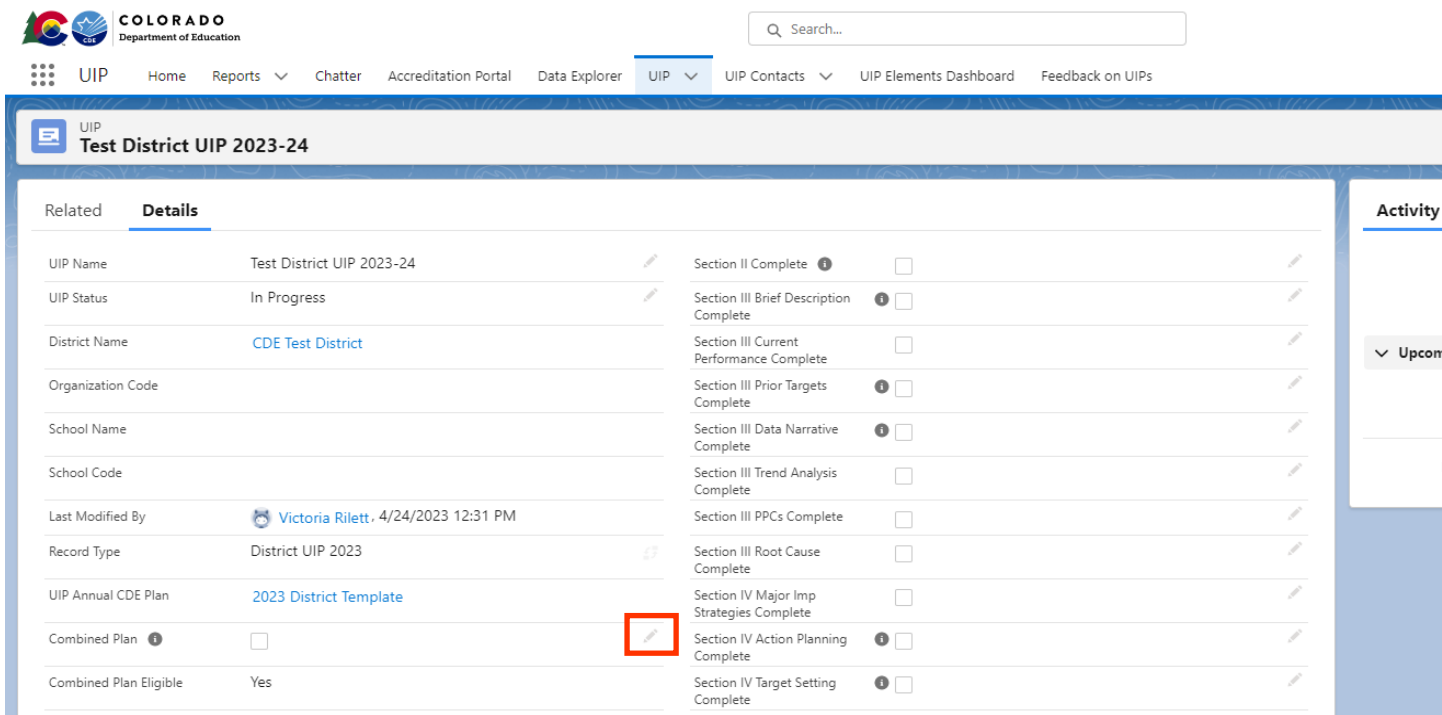 COLORADO
Department of Education
CDE
Search...
UIP Home Reports Chatter Accreditation Portal Data Explorer UIP UIP Contacts UIP Elements Dashboard Feedback on UIPs
UIP
Test District UIP 2023-24
Related Details
Activity
UIP Name Test District UIP 2023-24
UIP Status In Progress
District Name CDE Test District
Organization Code
School Name
School Code
Last Modified By Victoria Rilett, 4/24/2023 12:31 PM
Record Type District UIP 2023
UIP Annual CDE Plan 2023 District Template
Combined Plan
Combined Plan Eligible Yes
Section II Complete
Section III Brief Description
Complete
Section III Current
Performance Complete
Section III Prior Targets
Complete
Section III Data Narrative
Complete
Section III Trend Analysis
Complete
Section III PPCs Complete
Section III Root Cause
Complete
Section IV Major Imp
Strategies Complete
Section IV Action Planning
Complete
Section IV Target Setting
Complete
Upcom